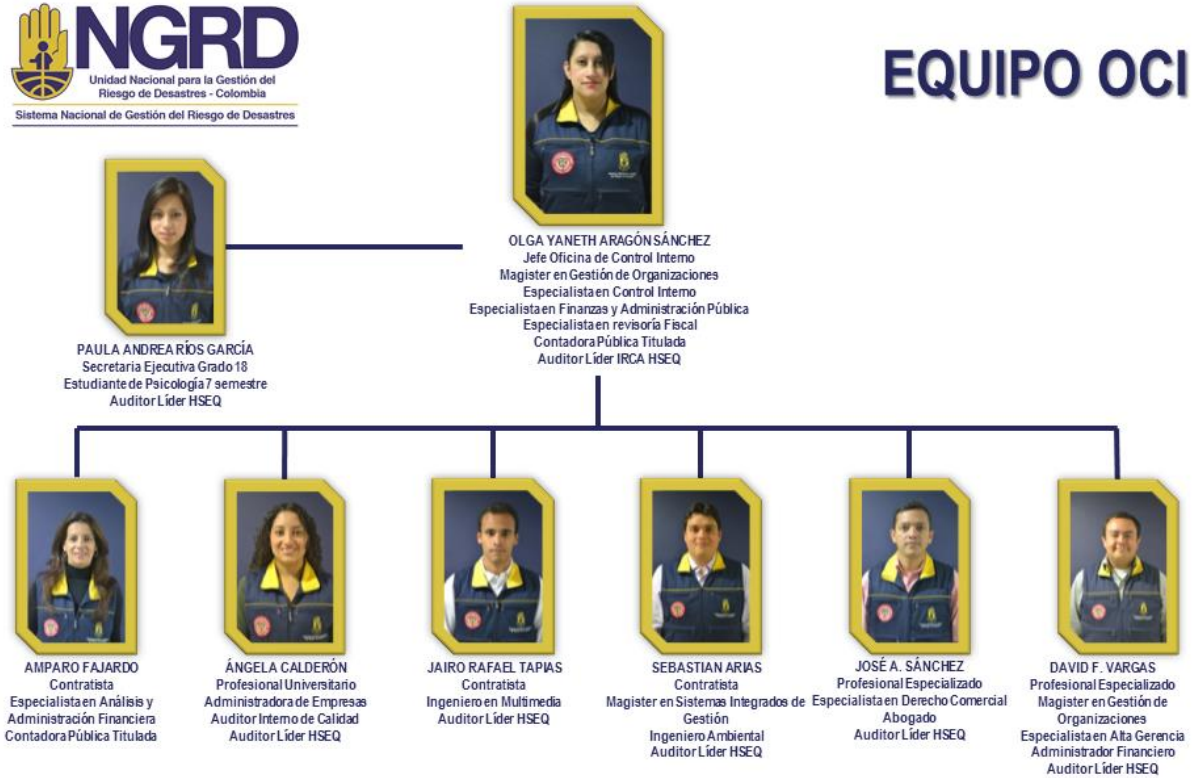 NGRD
Unidad Nacional para la Gestión del
Riesgo de Desastres - Colombia
Sistema Nacional de Gestión del Riesgo de Desastres
EQUIPO OCI
OLGA YANETH ARAGÓN SÁNCHEZ
Jefe Oficina de Control Interno
Magister en Gestión de Organizaciones
Especialista en Control Interno
Especialista en Finanzas y Administración Pública
Especialista en revisoría Fiscal
Contadora Pública Titulada
Auditor Líder IRCA HSEQ
PAULA ANDREA RÍOS GARCÍA
Secretaria Ejecutiva Grado 18
Estudiante de Psicología 7 semestre
Auditor Líder HSEQ
AMPARO FAJARDO
Contratista
Especialista en Análisis y
Administración Financiera
Contadora Pública Titulada
ÁNGELA CALDERÓN
Profesional Universitario
Administradora de Empresas
Auditor Interno de Calidad
Auditor Líder HSEQ
JAIRO RAFAEL TAPIAS
Contratista
Ingeniero en Multimedia
Auditor Líder HSEQ
SEBASTIAN ARIAS
Contratista
Magister en Sistemas Integrados de
Gestión
Ingeniero Ambiental
Auditor Líder HSEQ
JOSÉ A. SÁNCHEZ
Profesional Especializado
Especialista en Derecho Comercial
Abogado
Auditor Líder HSEQ
DAVID F. VARGAS
Profesional Especializado
Magister en Gestión de
Organizaciones
Especialista en Alta Gerencia
Administrador Financiero
Auditor Líder HSEQ